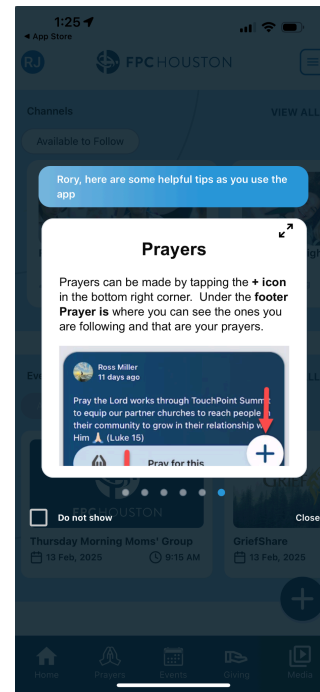 1:25
◀ App Store
RJ
FPCHOUSTON
Channels
VIEW ALL
Available to Follow
Rory, here are some helpful tips as you use the
app
Prayers
Prayers can be made by tapping the + icon
in the bottom right corner. Under the footer
Prayer is where you can see the ones you
are following and that are your prayers.
Ross Miller
11 days ago
Pray the Lord works through TouchPoint Summit
to equip our partner churches to reach people in
their community to grow in their relationship
Him 🙏 (Luke 15)
Pray for this
FPCHOUSTON
GRIEF
Do not show
Close
Thursday Morning Moms' Group
13 Feb, 2025
9:15 AM
GriefShare
13 Feb, 2025
Home
Prayers
Events
Giving
Media